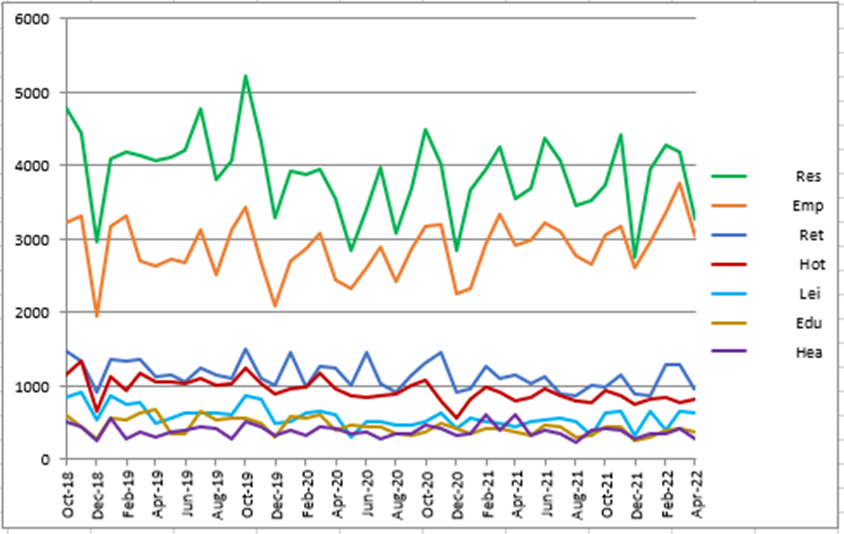 6000
5000
4000
3000
2000
1000
0
Res
Emp
Ret
Hot
Lei
Edu
Hea
Oct-18
Dec-18
Feb-19
Apr-19
Jun-19
Aug-19
Oct-19
Dec-19
Feb-20
Apr-20
Jun-20
Aug-20
Oct-20
Dec-20
Feb-21
Apr-21
Jun-21
Aug-21
Oct-21
Dec-21
Feb-22
Apr-22